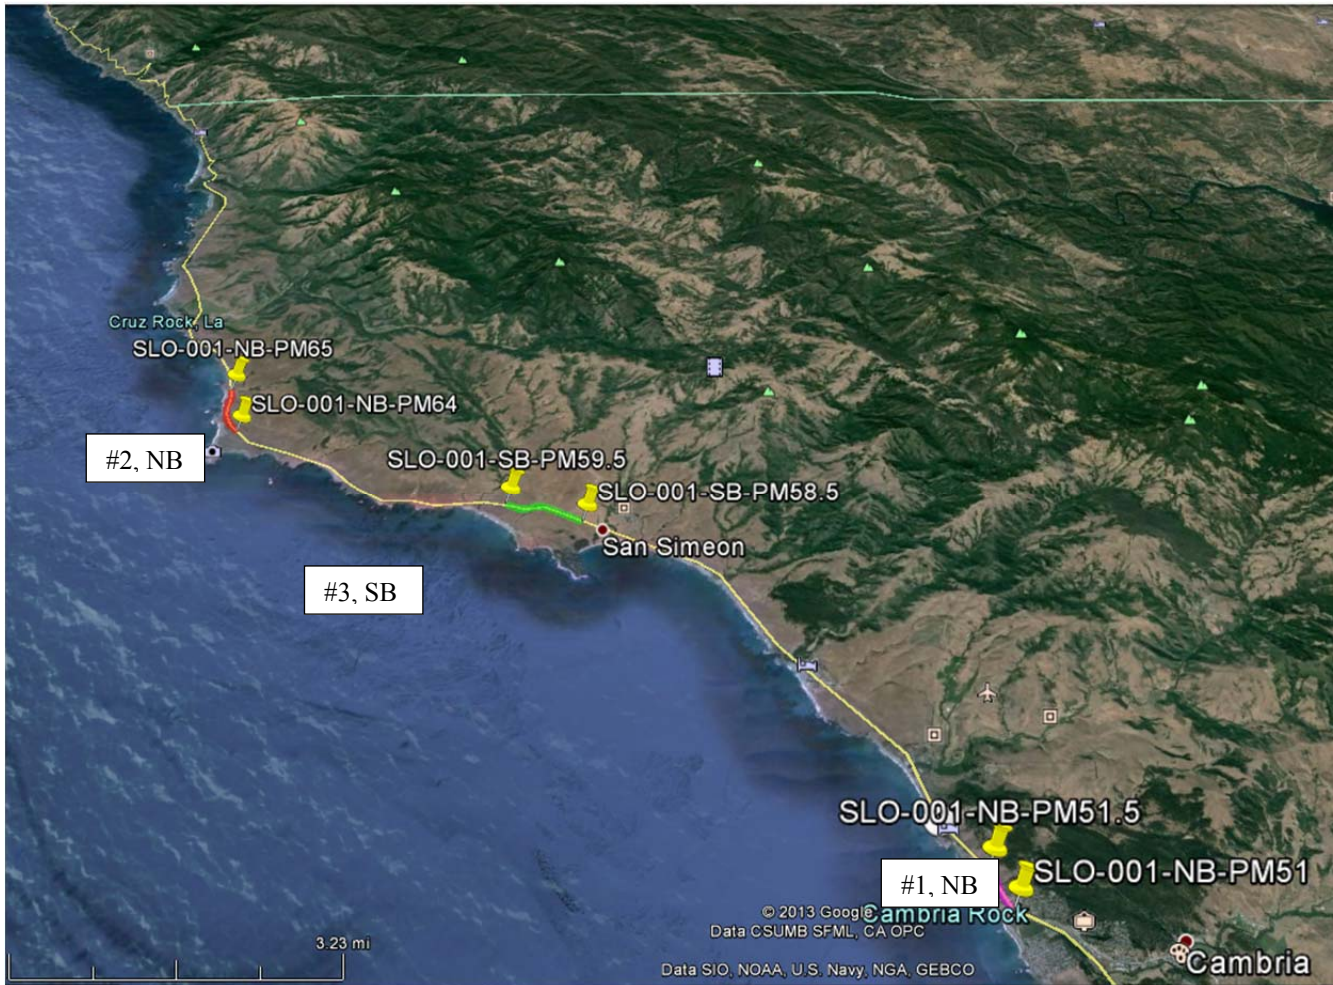 Cruz Rock, La
SLO-001-NB-PM65
SLO-001-NB-PM64
#2, NB
SLO-001-SB-PM59.5
SLO-001-SB-PM58.5
San Simeon
#3, SB
SLO-001-NB-PM51.5
#1, NB
SLO-001-NB-PM51
Cambria Rock
© 2013 Google
Data CSUMB SFML, CA OPC
3.23 mi
Cambria
Data SIO, NOAA, U.S. Navy, NGA, GEBCO